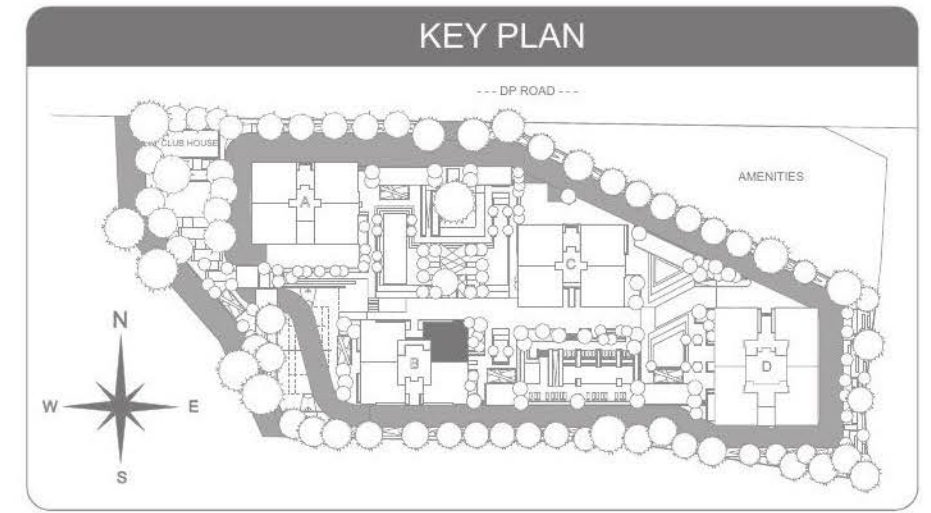 KEY PLAN
--- DP ROAD ---
CLUB HOUSE
AMENITIES
A
C
B
D
N
W E
S